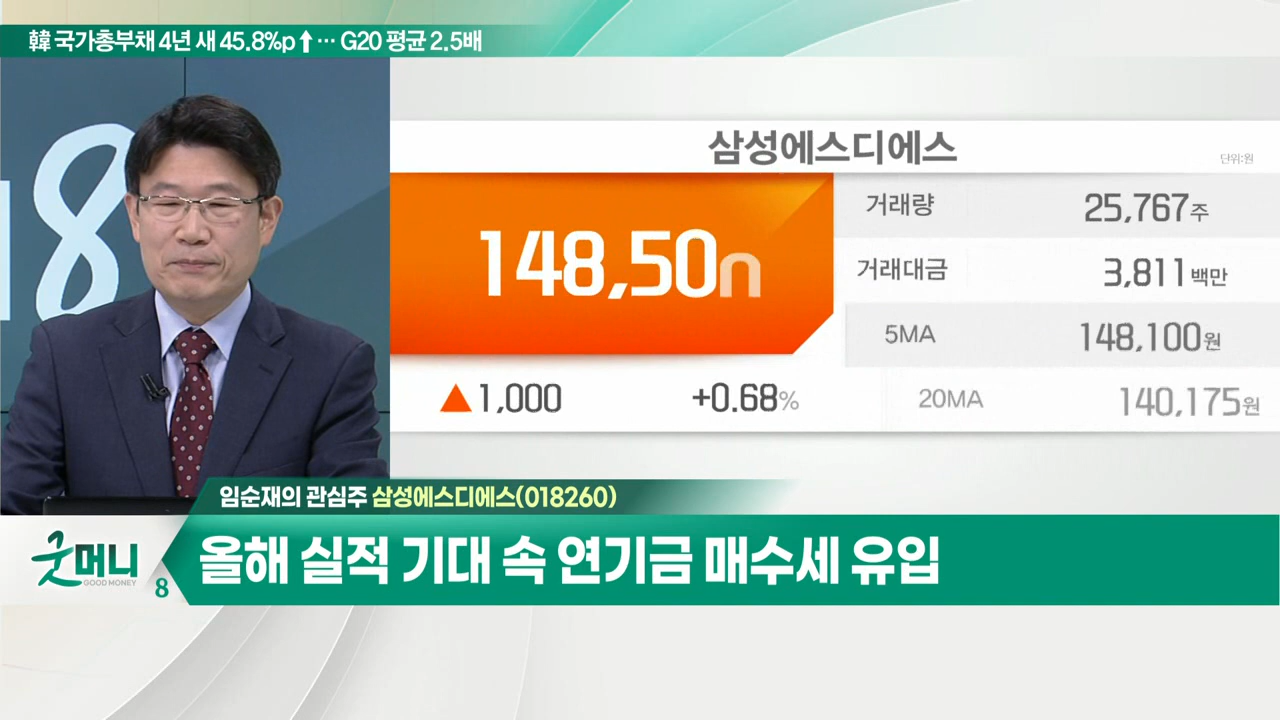 韓 국가총부채 4년 새 45.8%p↑… G20 평균 2.5배
8
삼성에스디에스
단위:원
148,50
거래량 25,767주
거래대금 3,811백만
5MA 148,100원
▲1,000 +0.68%
20MA 140,175원
임순재의 관심주 삼성에스디에스(018260)
굿머니
GOOD MONEY
8
올해 실적 기대 속 연기금 매수세 유입